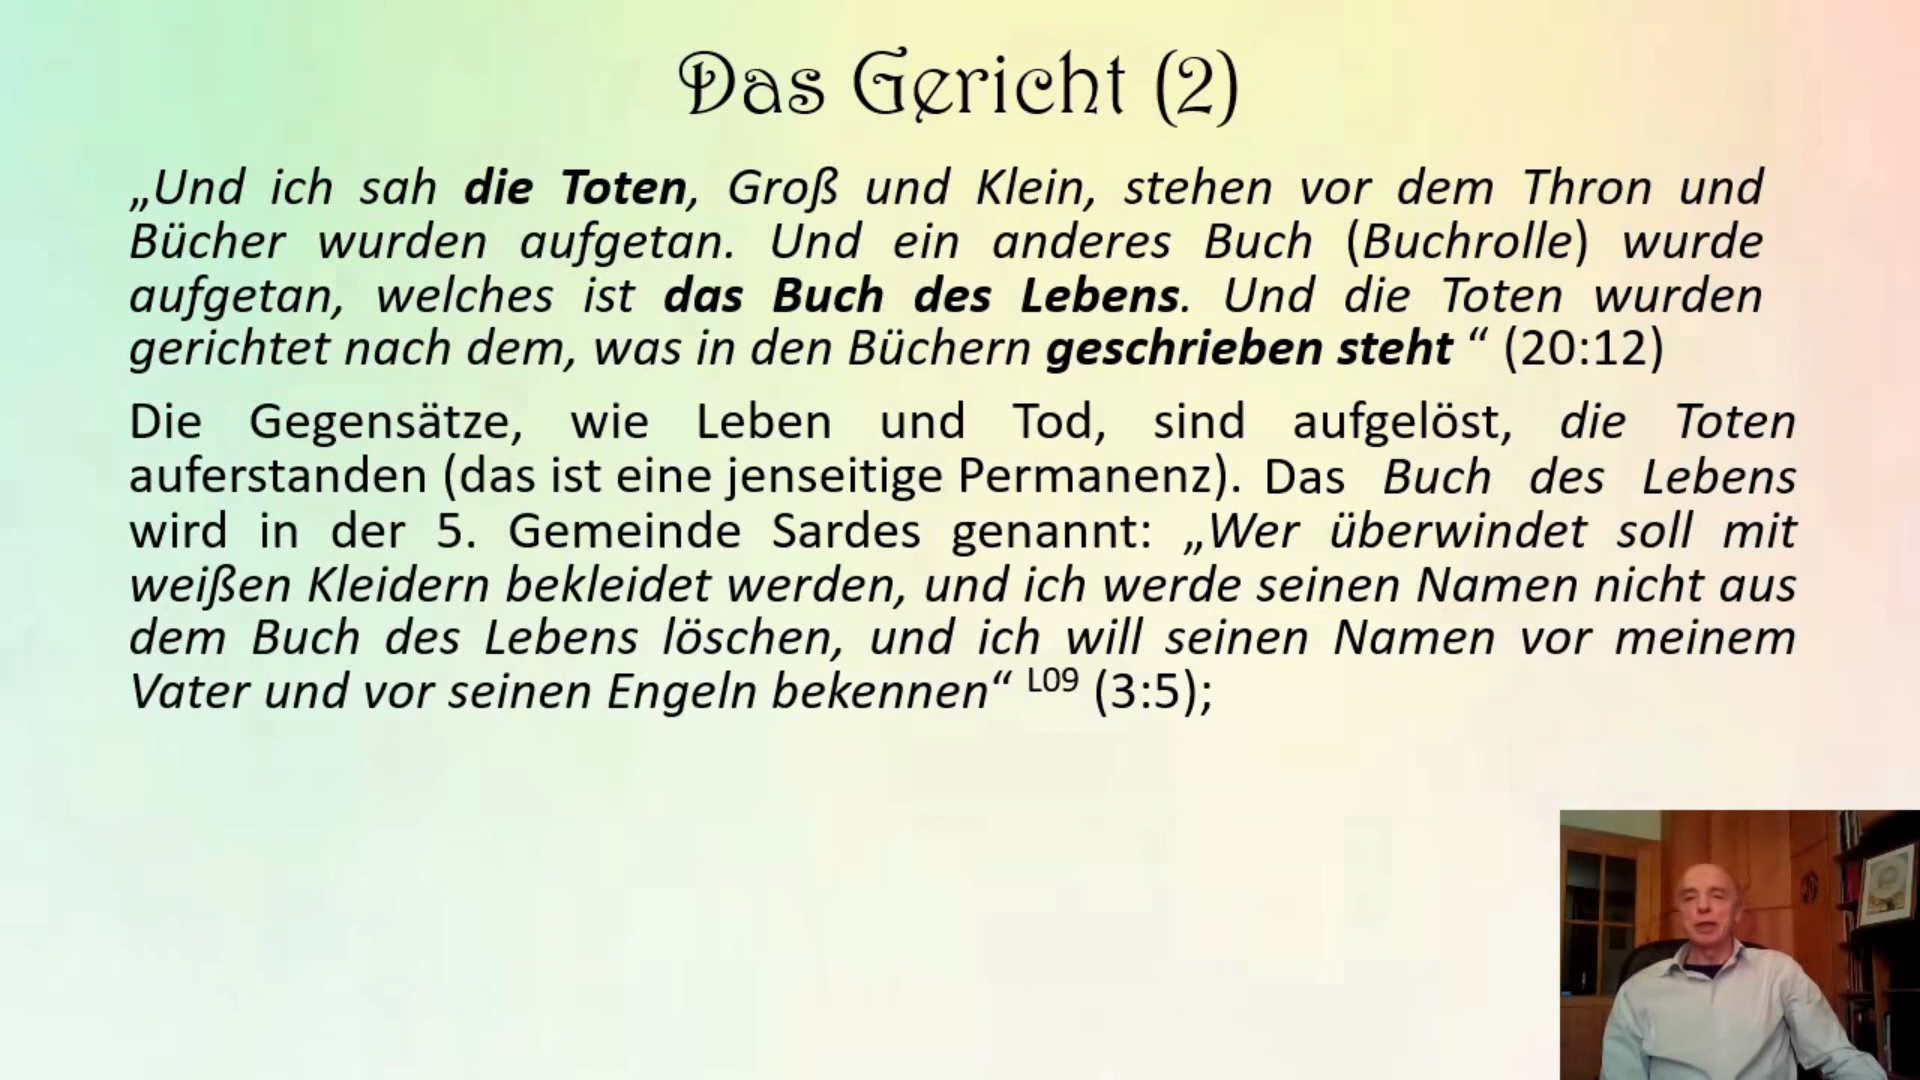 Das Gericht (2)
„Und ich sah die Toten, Groß und Klein, stehen vor dem Thron und
Bücher wurden aufgetan. Und ein anderes Buch (Buchrolle) wurde
aufgetan, welches ist das Buch des Lebens. Und die Toten wurden
gerichtet nach dem, was in den Büchern geschrieben steht “ (20:12)
Die Gegensätze, wie Leben und Tod, sind aufgelöst, die Toten
auferstanden (das ist eine jenseitige Permanenz). Das Buch des Lebens
wird in der 5. Gemeinde Sardes genannt: „Wer überwindet soll mit
weißen Kleidern bekleidet werden, und ich werde seinen Namen nicht aus
dem Buch des Lebens löschen, und ich will seinen Namen vor meinem
Vater und vor seinen Engeln bekennen“ L09 (3:5);